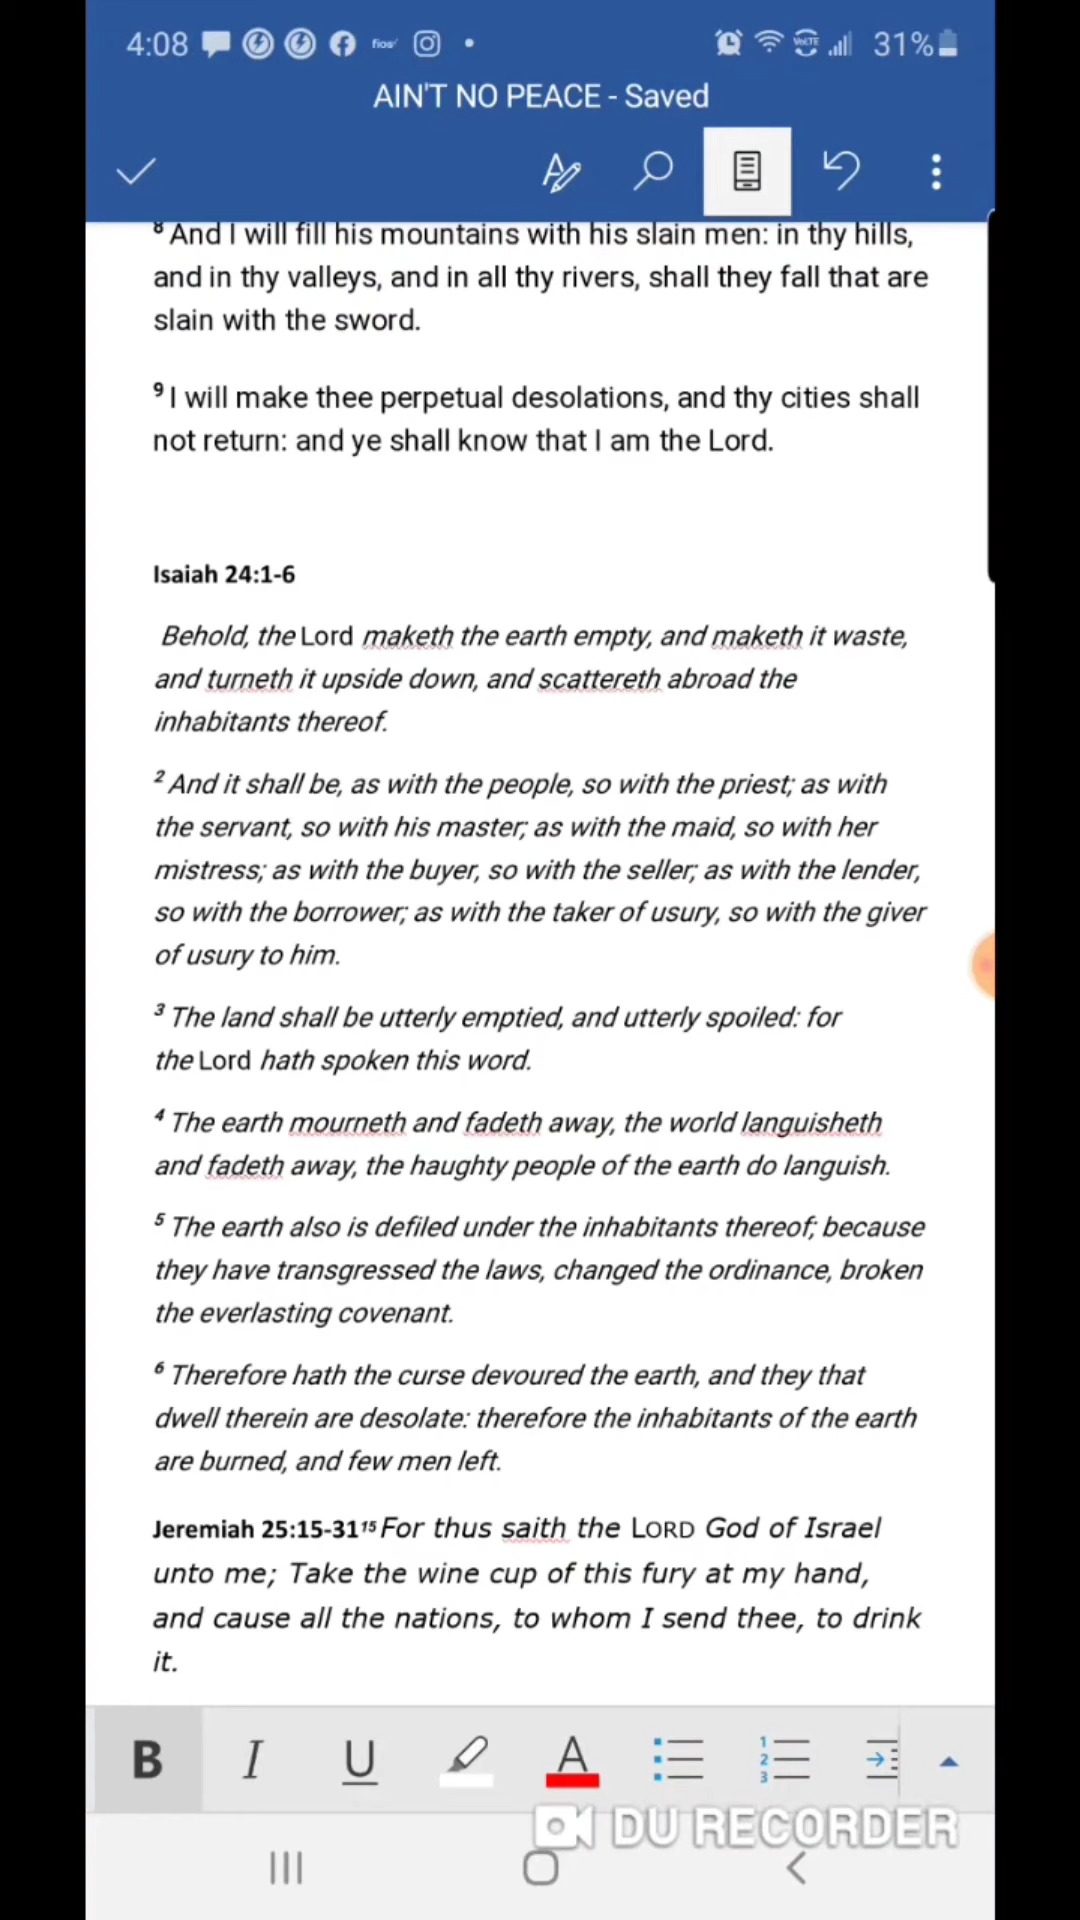 4:08 fios 31%
AIN'T NO PEACE - Saved
8 And I will fill his mountains with his slain men: in thy hills,
and in thy valleys, and in all thy rivers, shall they fall that are
slain with the sword.
9 I will make thee perpetual desolations, and thy cities shall
not return: and ye shall know that I am the Lord.
Isaiah 24:1-6
Behold, the Lord maketh the earth empty, and maketh it waste,
and turneth it upside down, and scattereth abroad the
inhabitants thereof.
2 And it shall be, as with the people, so with the priest; as with
the servant, so with his master; as with the maid, so with her
mistress; as with the buyer, so with the seller; as with the lender,
so with the borrower; as with the taker of usury, so with the giver
of usury to him.
3 The land shall be utterly emptied, and utterly spoiled: for
the Lord hath spoken this word.
4 The earth mourneth and fadeth away, the world languisheth
and fadeth away, the haughty people of the earth do languish.
5 The earth also is defiled under the inhabitants thereof; because
they have transgressed the laws, changed the ordinance, broken
the everlasting covenant.
6 Therefore hath the curse devoured the earth, and they that
dwell therein are desolate: therefore the inhabitants of the earth
are burned, and few men left.
Jeremiah 25:15-31 15 For thus saith the LORD God of Israel
unto me; Take the wine cup of this fury at my hand,
and cause all the nations, to whom I send thee, to drink
it.
B I U A 1 2 3
DU RECORDER